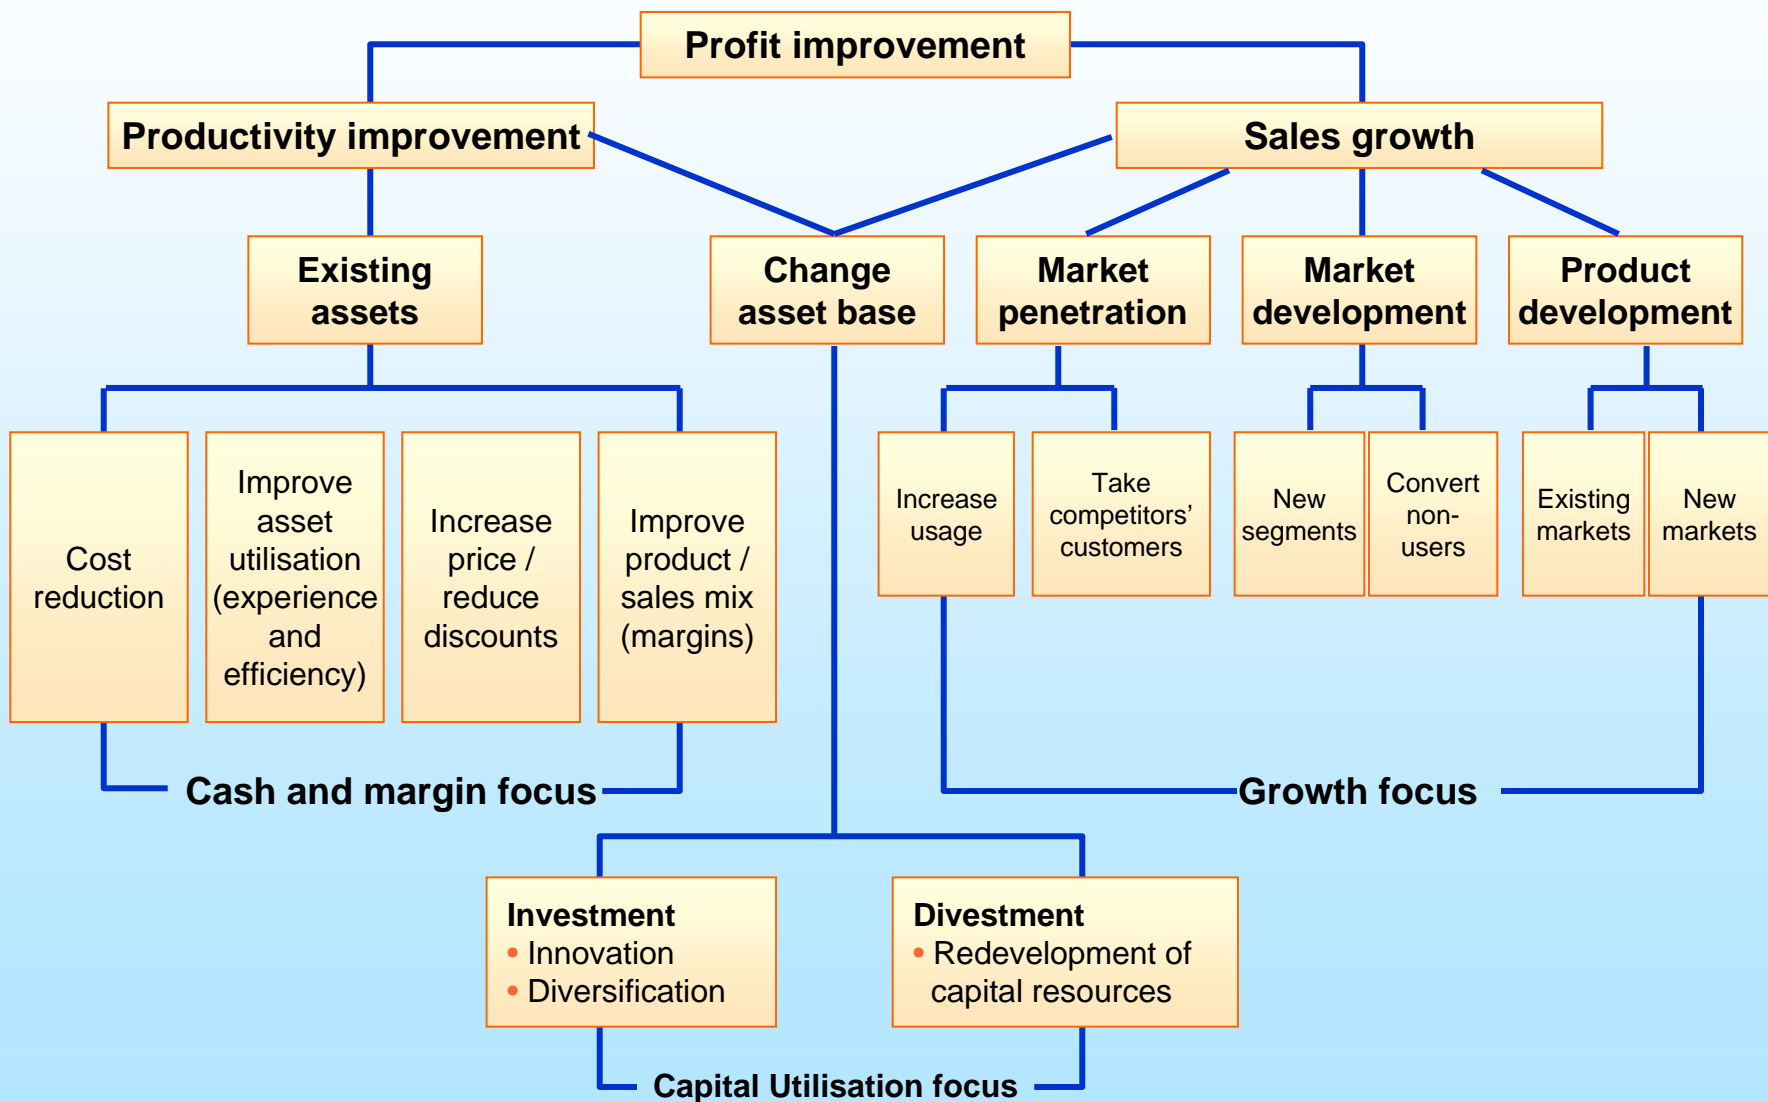 Profit improvement
Productivity improvement
Sales growth
Existing
assets
Change
asset base
Market
penetration
Market
development
Product
development
Cost
reduction
Improve
asset
utilisation
(experience
and
efficiency)
Increase
price /
reduce
discounts
Improve
product /
sales mix
(margins)
Increase
usage
Take
competitors’
customers
New
segments
Convert
non-
users
Existing
markets
New
markets
Cash and margin focus
Growth focus
Investment
• Innovation
• Diversification
Divestment
• Redevelopment of
capital resources
Capital Utilisation focus